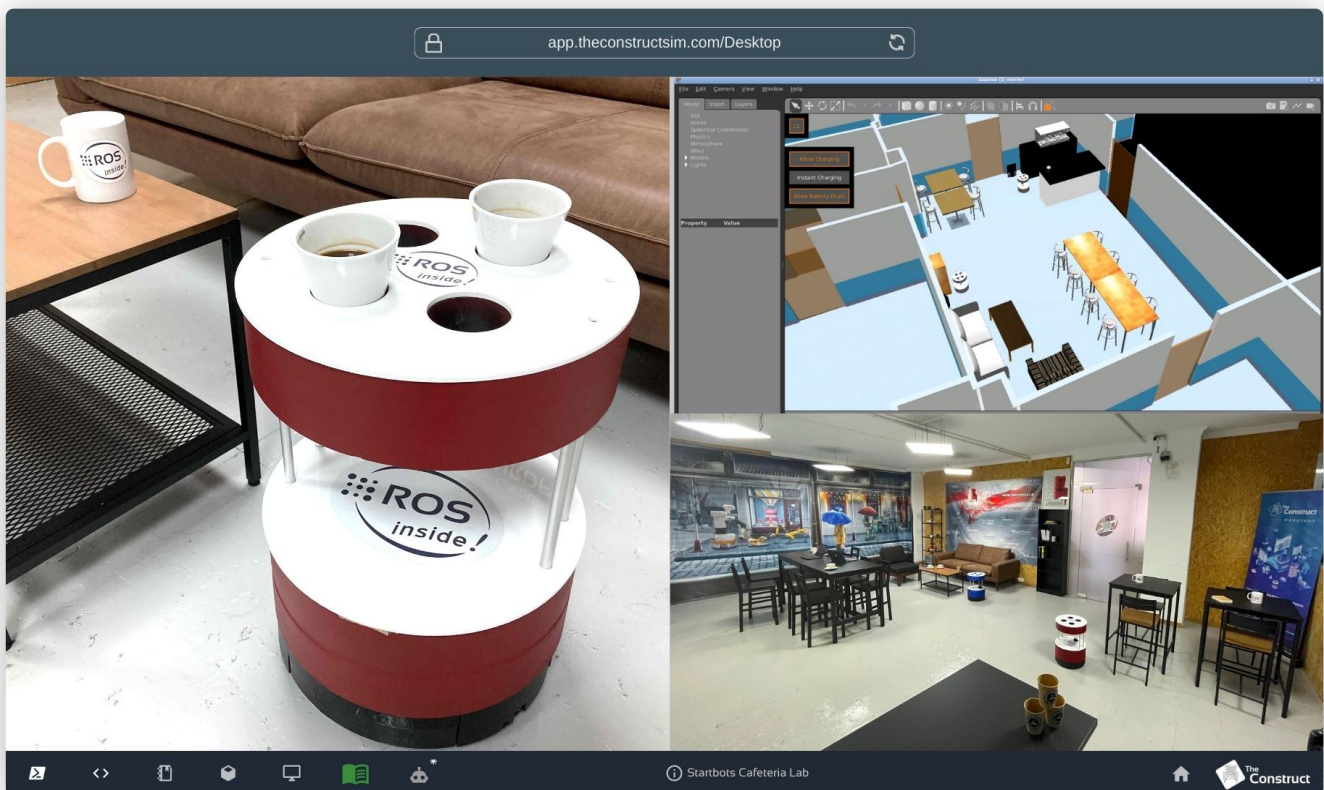 app.theconstructsim.com/Desktop
ROS
inside!
ROS
inside!
ROS
inside!
File Edit Camera View Window Help
World Insert Layers
GUI
Scene
Spherical Coordinates
Physics
Atmosphere
Wind
Models
Lights
Property Value
Allow Charging
Instant Charging
Allow Battery Drain
The
Construct
Startbots Cafeteria Lab
The
Construct